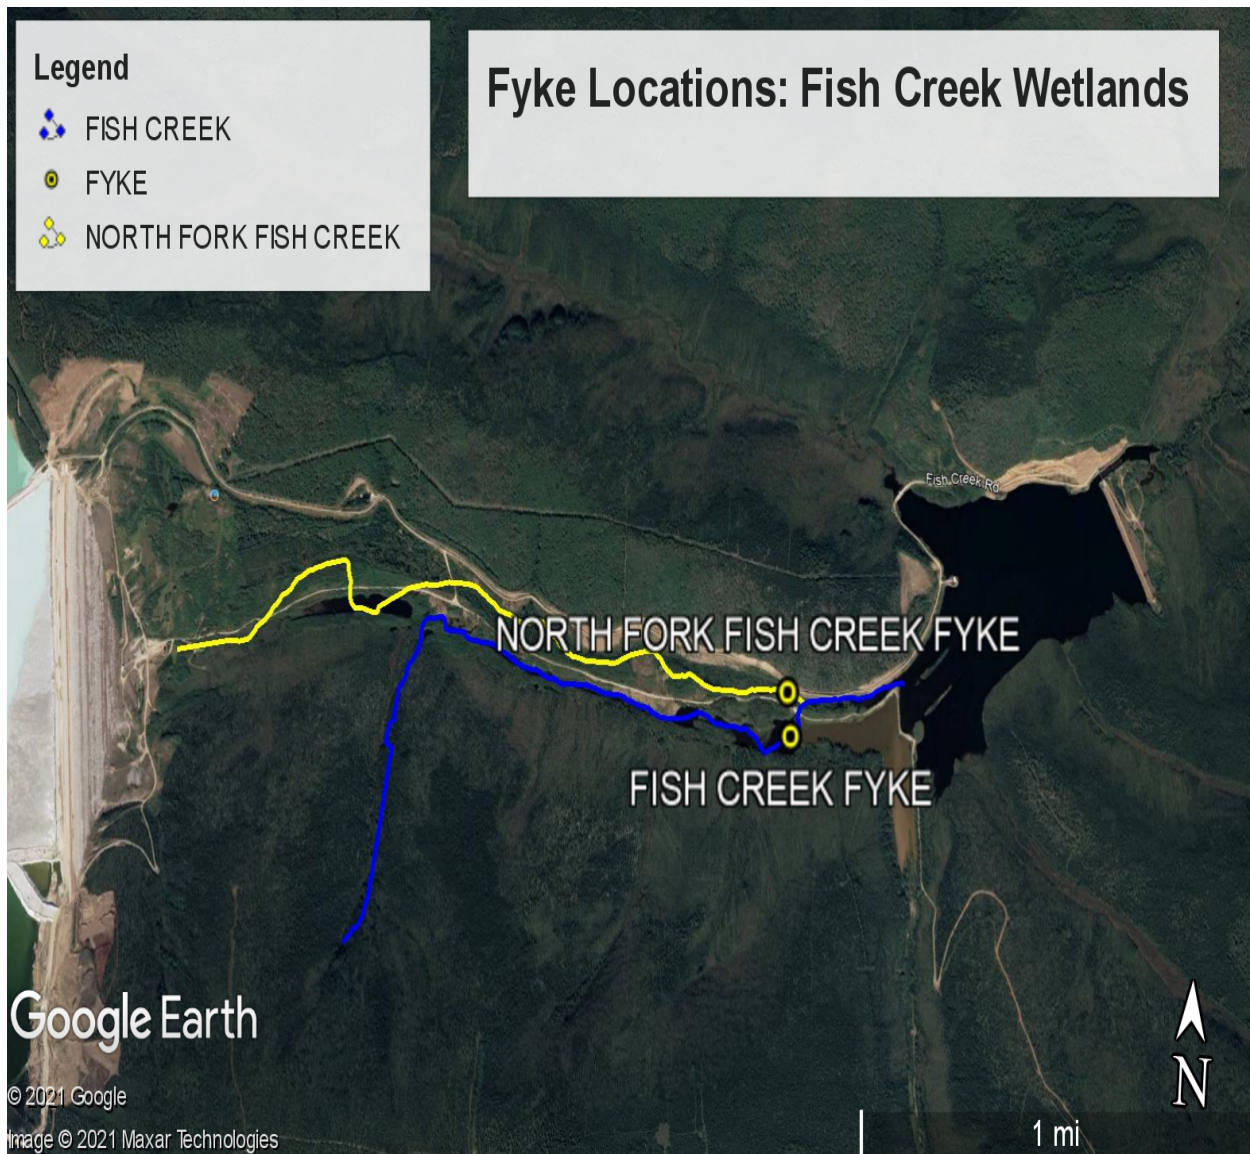 Legend
FISH CREEK
FYKE
NORTH FORK FISH CREEK
Fyke Locations: Fish Creek Wetlands
Fish Creek Rd
NORTH FORK FISH CREEK FYKE
FISH CREEK FYKE
Google Earth
N
© 2021 Google
Image © 2021 Maxar Technologies
1 mi